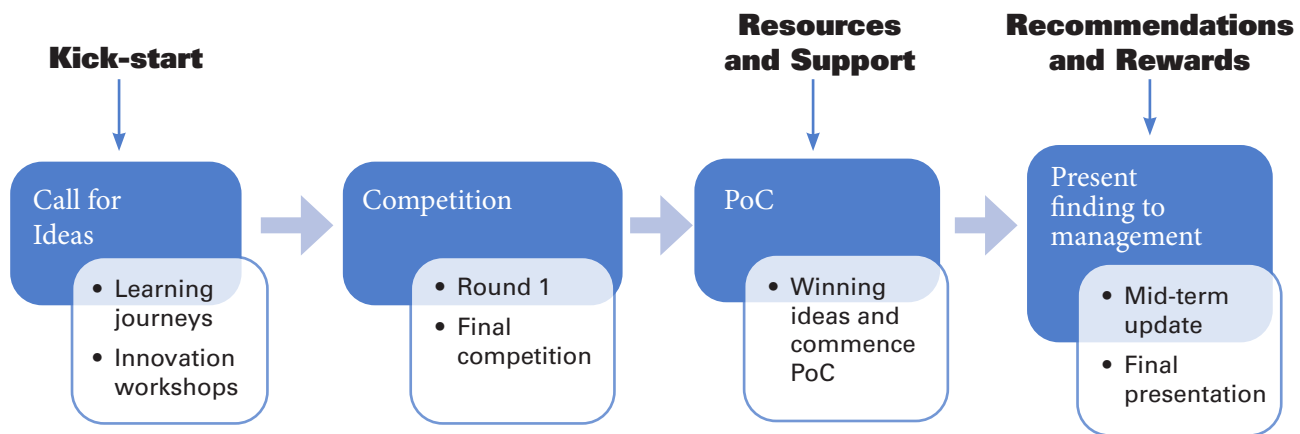 Kick-start
Resources
and Support
Recommendations
and Rewards
Call for
Ideas
• Learning
journeys
• Innovation
workshops
Competition
• Round 1
• Final
competition
PoC
• Winning
ideas and
commence
PoC
Present
finding to
management
• Mid-term
update
• Final
presentation